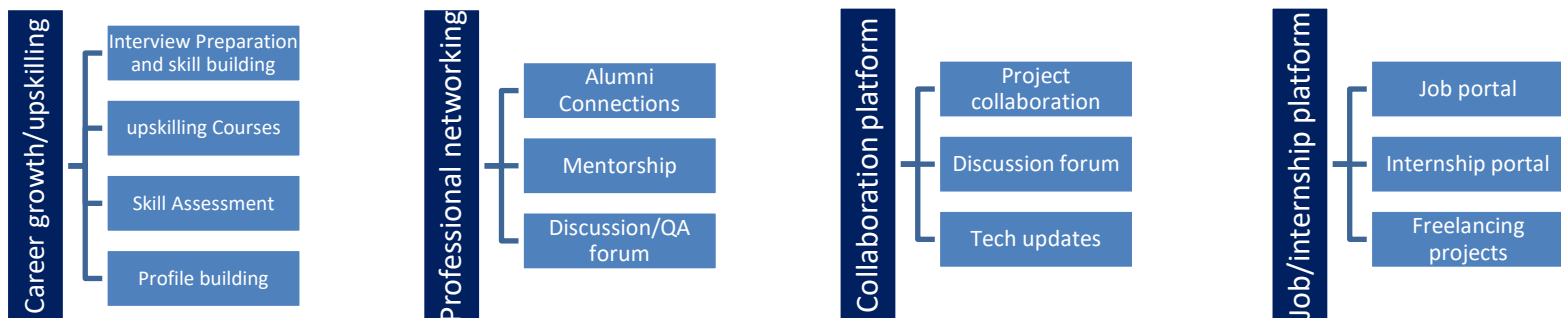 Career growth/upskilling
Interview Preparation
and skill building
upskilling Courses
Skill Assessment
Profile building
Professional networking
Alumni
Connections
Mentorship
Discussion/QA
forum
Collaboration platform
Project
collaboration
Discussion forum
Tech updates
Job/internship platform
Job portal
Internship portal
Freelancing
projects